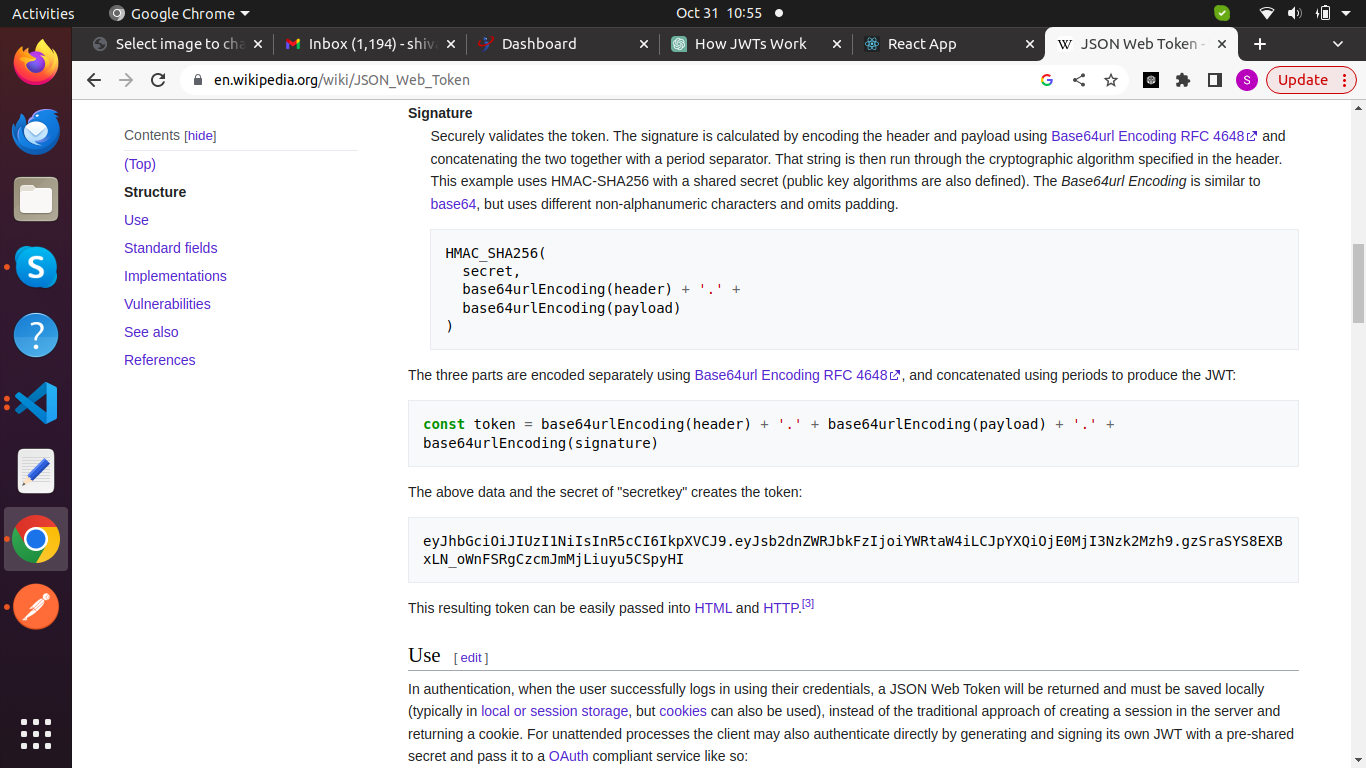 Activities
Google Chrome
Oct 31 10:55
Select image to cha
Inbox (1,194) - shiva
Dashboard
How JWTs Work
React App
JSON Web Token -
en.wikipedia.org/wiki/JSON_Web_Token
S
Update
Contents [hide]
(Top)
Structure
Use
Standard fields
Implementations
Vulnerabilities
See also
References
Signature
Securely validates the token. The signature is calculated by encoding the header and payload using Base64url Encoding RFC 4648 and
concatenating the two together with a period separator. That string is then run through the cryptographic algorithm specified in the header.
This example uses HMAC-SHA256 with a shared secret (public key algorithms are also defined). The Base64url Encoding is similar to
base64, but uses different non-alphanumeric characters and omits padding.
HMAC_SHA256(
secret,
base64urlEncoding(header) + '.' +
base64urlEncoding(payload)
)
The three parts are encoded separately using Base64url Encoding RFC 4648, and concatenated using periods to produce the JWT:
const token = base64urlEncoding(header) + '.' + base64urlEncoding(payload) + '.' +
base64urlEncoding(signature)
The above data and the secret of "secretkey" creates the token:
eyJhbGciOiJIUzI1NiIsInR5cCI6IkpXVCJ9.eyJsb2dnZWRJbkFzIjoiYWRtaW4iLCJpYXQiOjE0MjI3Nzk2Mzh9.gzSraSYS8EXB
xLN_oWnFSRgCzcmJmMjLiuyu5CSpyHI
This resulting token can be easily passed into HTML and HTTP.[3]
Use [ edit ]
In authentication, when the user successfully logs in using their credentials, a JSON Web Token will be returned and must be saved locally
(typically in local or session storage, but cookies can also be used), instead of the traditional approach of creating a session in the server and
returning a cookie. For unattended processes the client may also authenticate directly by generating and signing its own JWT with a pre-shared
secret and pass it to a OAuth compliant service like so: